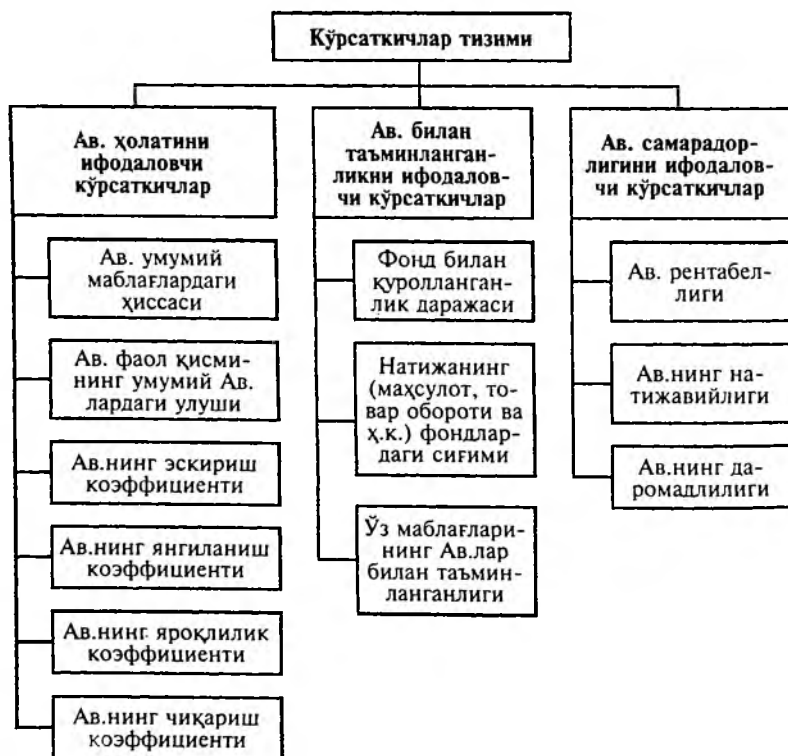 Кўрсаткичлар тизими
Ав. ҳолатини
ифодаловчи
кўрсаткичлар
Ав. умумий
маблағлардаги
ҳиссаси
Ав. фаол қисми-
нинг умумий Ав.
лардаги улуши
Ав.нинг эскириш
коэффициенти
Ав.нинг янгиланиш
коэффициенти
Ав.нинг яроқлилик
коэффициенти
Ав.нинг чиқариш
коэффициенти
Ав. билан
таъминланган-
ликни ифодалов-
чи кўрсаткичлар
Фонд билан
қуролланган-
лик даражаси
Натижанинг
(маҳсулот, то-
вар обороти ва
ҳ.к.) фондлар-
даги сиғими
Ўз маблағлари-
нинг Ав.лар
билан таъмин-
ланганлиги
Ав. самарадор-
лигини ифодалов-
чи кўрсаткичлар
Ав. рентабел-
лиги
Ав.нинг на-
тижавийлиги
Ав.нинг да-
ромадлилиги